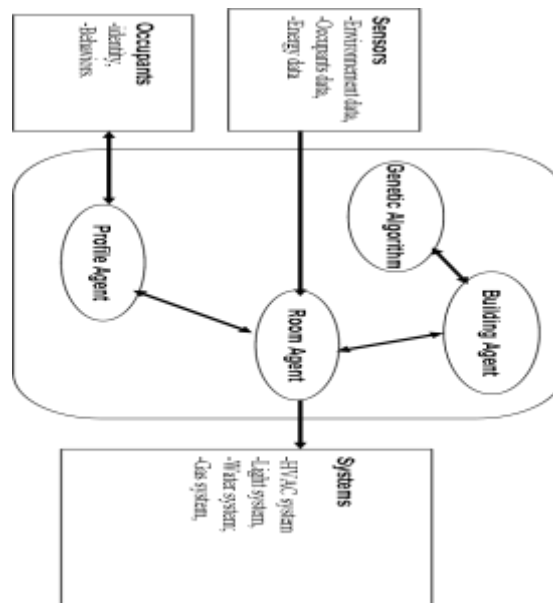 Sensors
-Environnement data,
-Occupants data,
-Energy data
Occupants
-identity,
-Behaviors.
Genetic Algorithm
Building Agent
Profile Agent
Room Agent
Systems
-HVAC system
-Light system,
-Water system;
-Gas system,